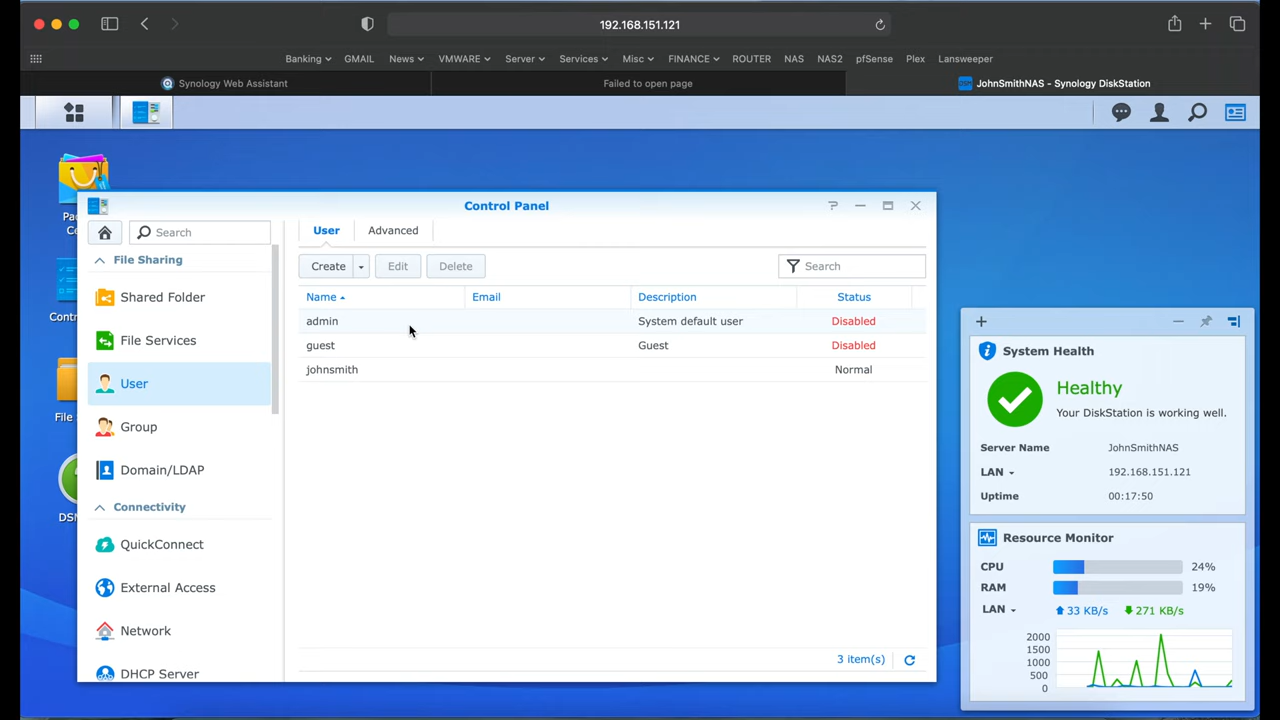 192.168.151.121
Banking GMAIL News VMWARE Server Services Misc FINANCE ROUTER NAS NAS2 pfSense Plex Lansweeper
Synology Web Assistant
Failed to open page
JohnSmithNAS - Synology DiskStation
Control Panel
Search
File Sharing
Shared Folder
File Services
User
Group
Domain/LDAP
Connectivity
QuickConnect
External Access
Network
DHCP Server
User Advanced
Create Edit Delete Search
Name Email Description Status
admin System default user Disabled
guest Guest Disabled
johnsmith Normal
3 item(s)
System Health
Healthy
Your DiskStation is working well.
Server Name JohnSmithNAS
LAN 192.168.151.121
Uptime 00:17:50
Resource Monitor
CPU 24%
RAM 19%
LAN 33 KB/s 271 KB/s
2000
1500
1000
500
0